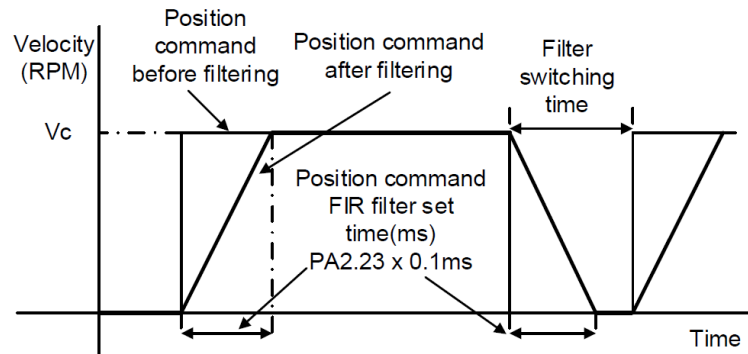 Velocity
(RPM)
Position
command
before filtering
Position command
after filtering
Filter
switching
time
Vc
Position command
FIR filter set
time(ms)
PA2.23 x 0.1ms
Time